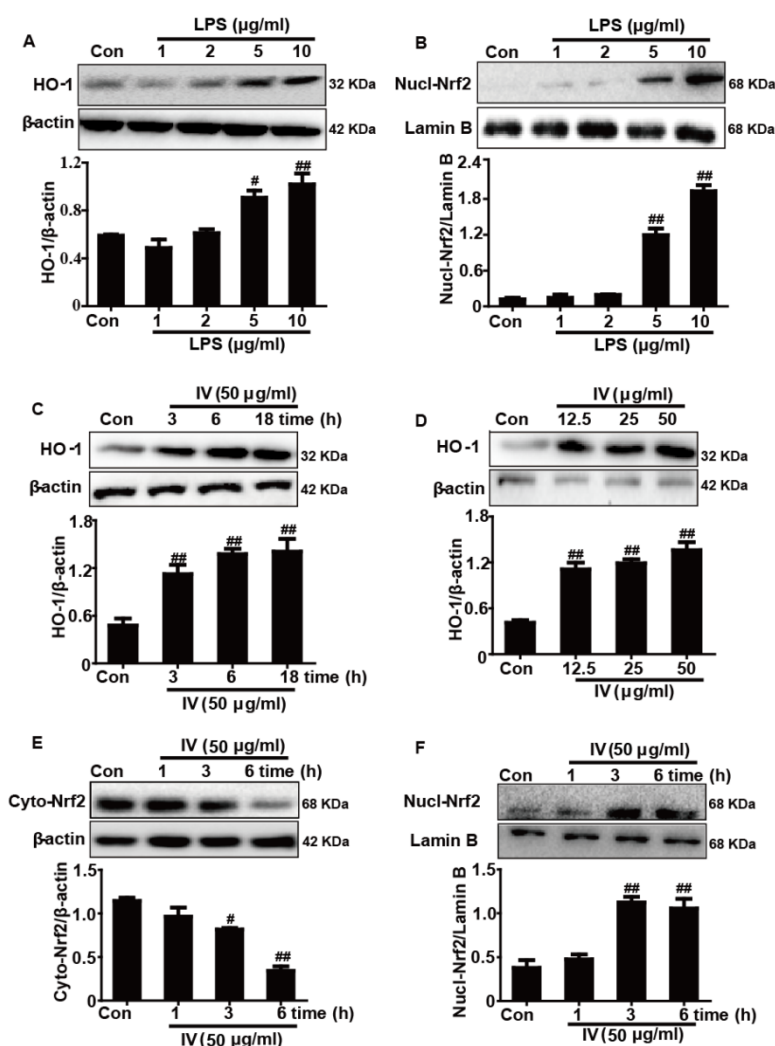 A
LPS (μg/ml)
Con 1 2 5 10
HO-1 32 KDa
β-actin 42 KDa
HO-1/β-actin
1.2
0.8
0.4
0
# ##
Con 1 2 5 10
LPS (μg/ml)
B
LPS (μg/ml)
Con 1 2 5 10
Nucl-Nrf2 68 KDa
Lamin B 68 KDa
Nucl-Nrf2/Lamin B
2.4
1.8
1.2
0.6
0
## ##
Con 1 2 5 10
LPS (μg/ml)
C
IV (50 μg/ml)
Con 3 6 18 time (h)
HO-1 32 KDa
β-actin 42 KDa
HO-1/β-actin
1.8
1.2
0.6
0
## ## ##
Con 3 6 18 time (h)
IV (50 μg/ml)
D
IV (μg/ml)
Con 12.5 25 50
HO-1 32 KDa
β-actin 42 KDa
HO-1/β-actin
1.8
1.2
0.6
0
## ## ##
Con 12.5 25 50
IV (μg/ml)
E
IV (50 μg/ml)
Con 1 3 6 time (h)
Cyto-Nrf2 68 KDa
β-actin 42 KDa
Cyto-Nrf2/β-actin
1.5
1.0
0.5
0
# ##
Con 1 3 6 time (h)
IV (50 μg/ml)
F
IV (50 μg/ml)
Con 1 3 6 time (h)
Nucl-Nrf2 68 KDa
Lamin B 68 KDa
Nucl-Nrf2/Lamin B
1.5
1.0
0.5
0
## ##
Con 1 3 6 time (h)
IV (50 μg/ml)